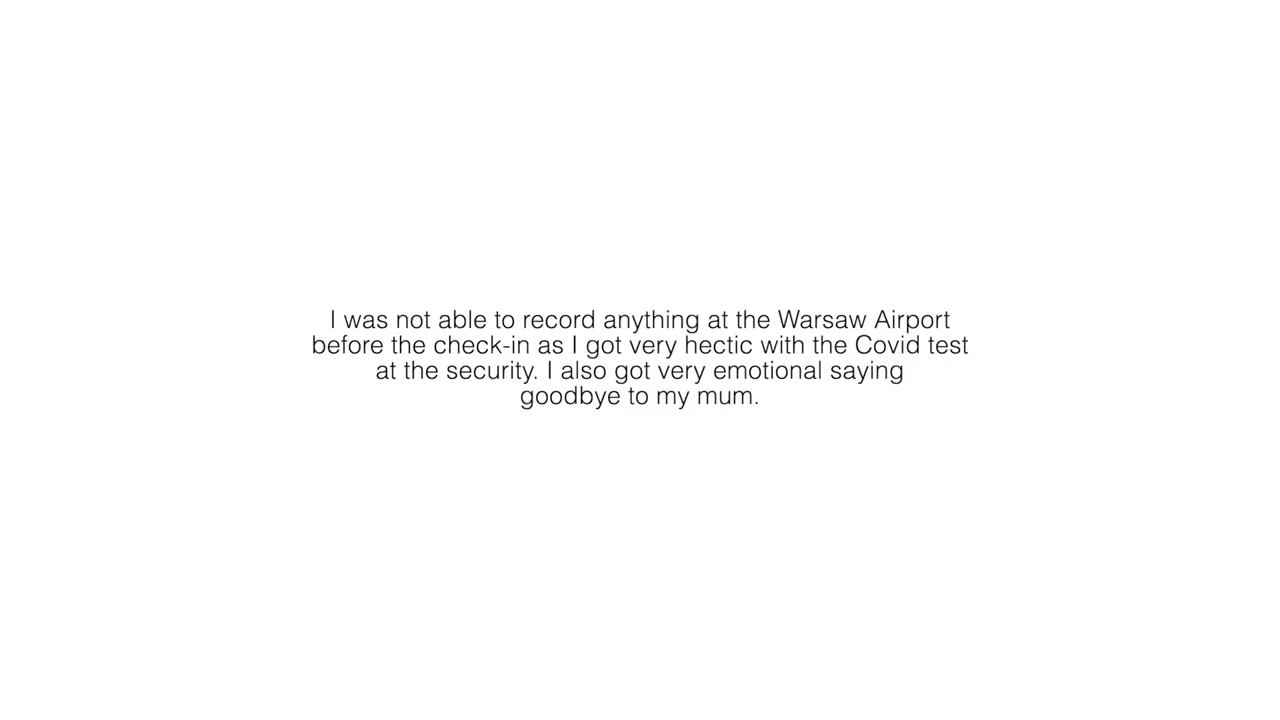 I was not able to record anything at the Warsaw Airport
before the check-in as I got very hectic with the Covid test
at the security. I also got very emotional saying
goodbye to my mum.